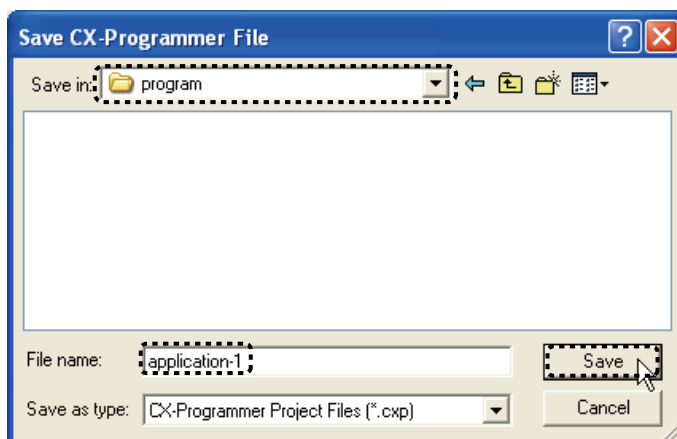 Save CX-Programmer File
Save in: program
File name: application-1 Save
Save as type: CX-Programmer Project Files (*.cxp) Cancel